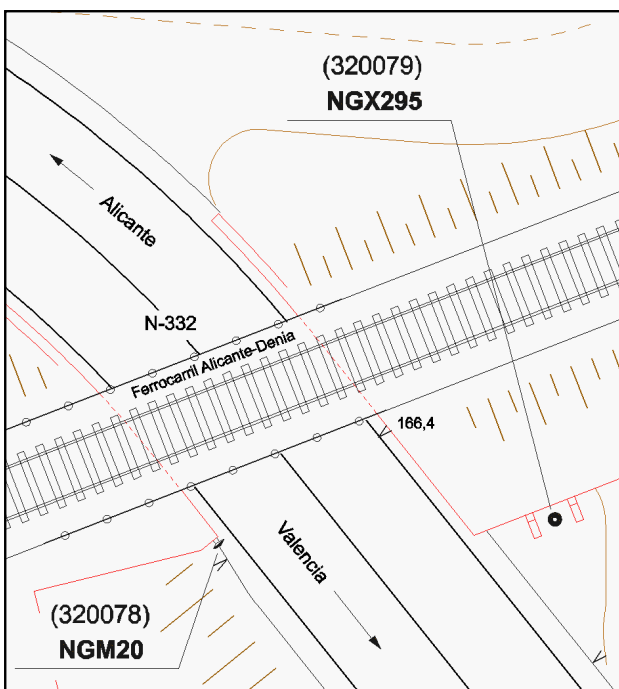 (320079)
NGX295
Alicante
N-332
Ferrocarril Alicante-Denia
166,4
Valencia
(320078)
NGM20